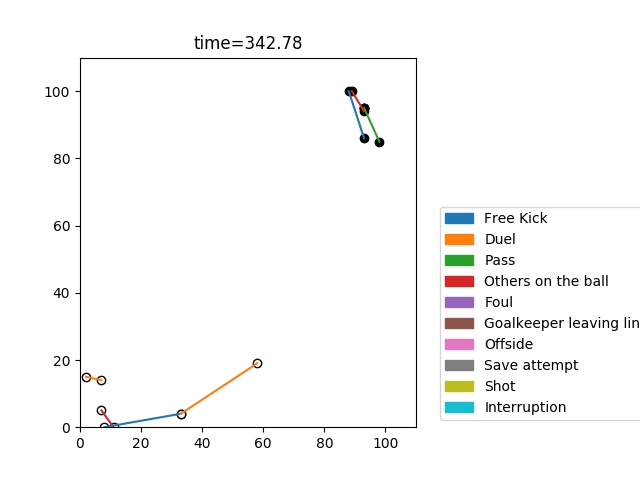 time=342.78
100
80
60
40
20
0
0 20 40 60 80 100
Free Kick
Duel
Pass
Others on the ball
Foul
Goalkeeper leaving lin
Offside
Save attempt
Shot
Interruption